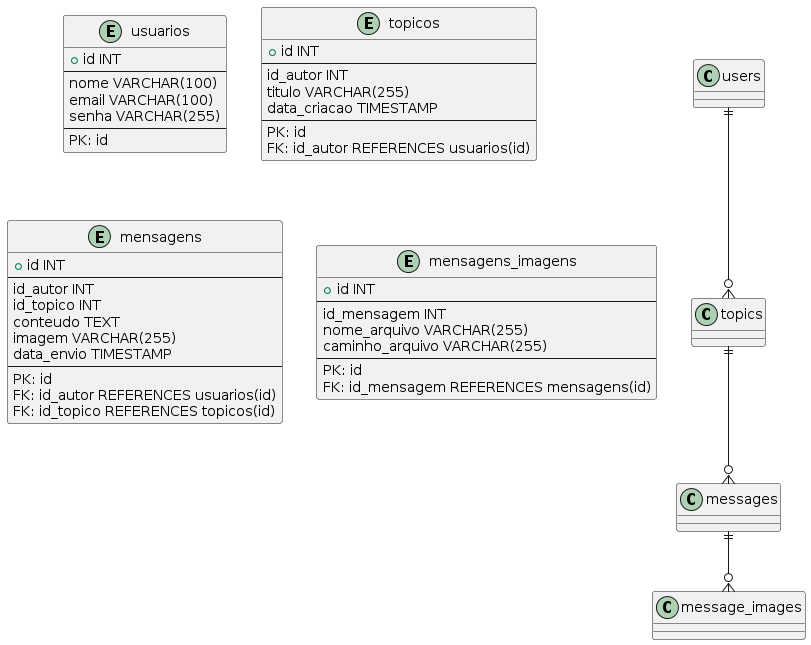 E usuarios
id INT
nome VARCHAR(100)
email VARCHAR(100)
senha VARCHAR(255)
PK: id
E topicos
id INT
id_autor INT
titulo VARCHAR(255)
data_criacao TIMESTAMP
PK: id
FK: id_autor REFERENCES usuarios(id)
C users
E mensagens
id INT
id_autor INT
id_topico INT
conteudo TEXT
imagem VARCHAR(255)
data_envio TIMESTAMP
PK: id
FK: id_autor REFERENCES usuarios(id)
FK: id_topico REFERENCES topicos(id)
E mensagens_imagens
id INT
id_mensagem INT
nome_arquivo VARCHAR(255)
caminho_arquivo VARCHAR(255)
PK: id
FK: id_mensagem REFERENCES mensagens(id)
C topics
C messages
C message_images